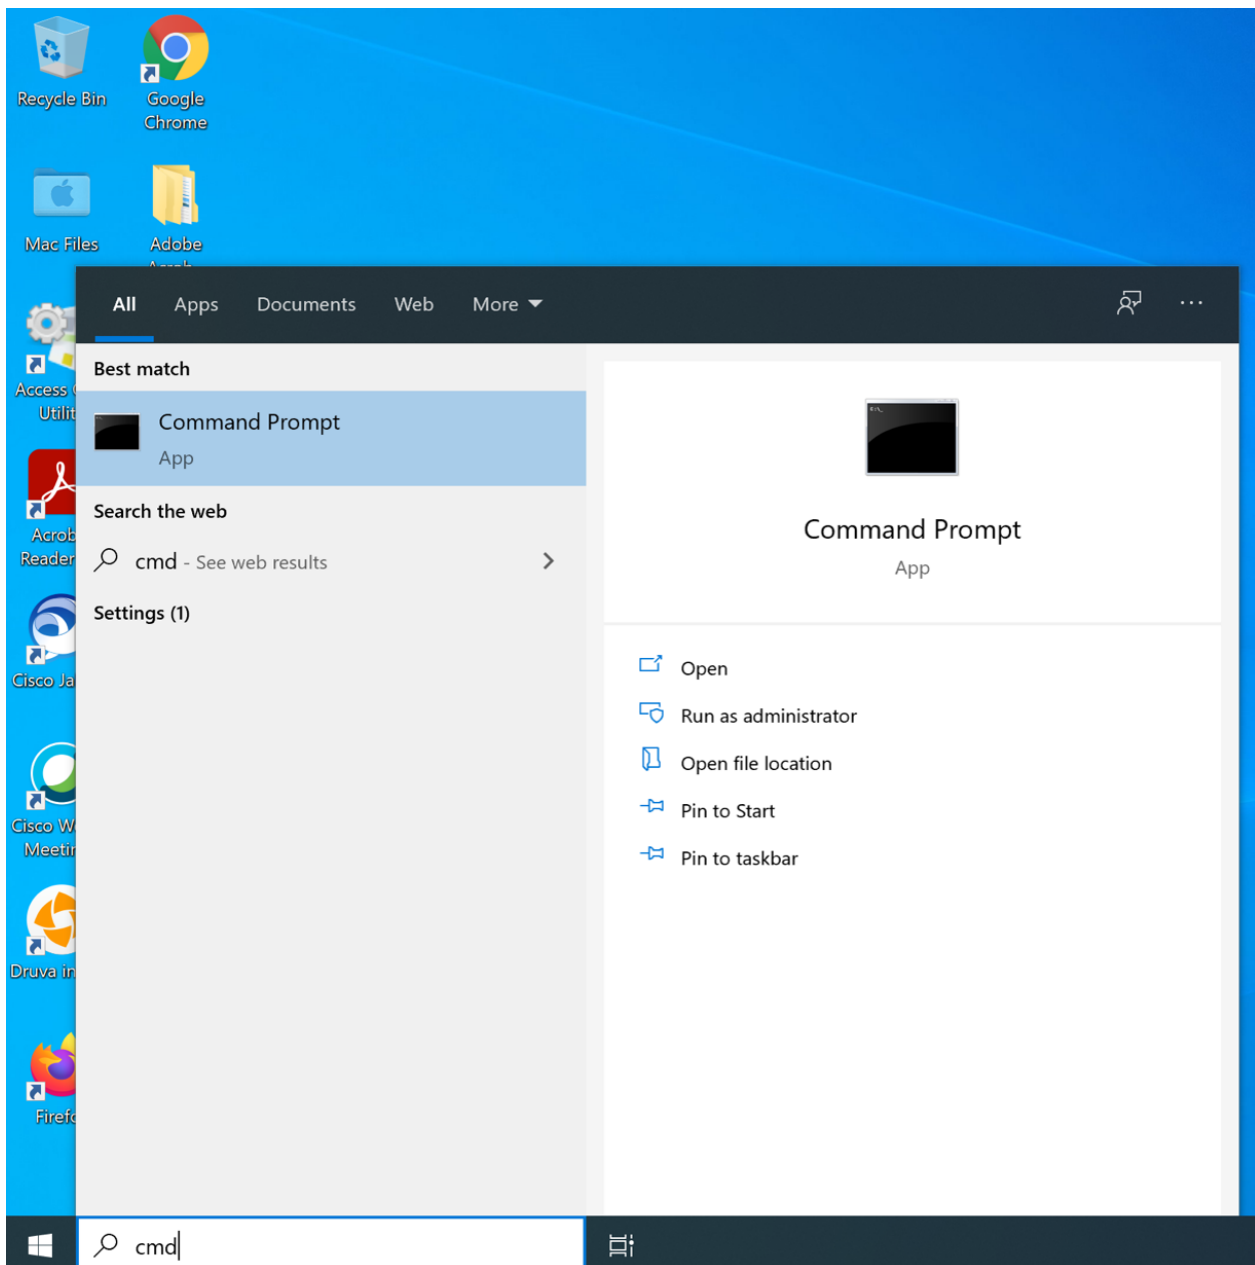 Recycle Bin
Google
Chrome
Mac Files
Adobe
All
Apps
Documents
Web
More
Best match
Command Prompt
App
Search the web
cmd - See web results
Settings (1)
Command Prompt
App
Open
Run as administrator
Open file location
Pin to Start
Pin to taskbar
Access
Utilit
Acrob
Reader
Cisco Ja
Cisco W
Meetin
Druva in
Firefo
cmd